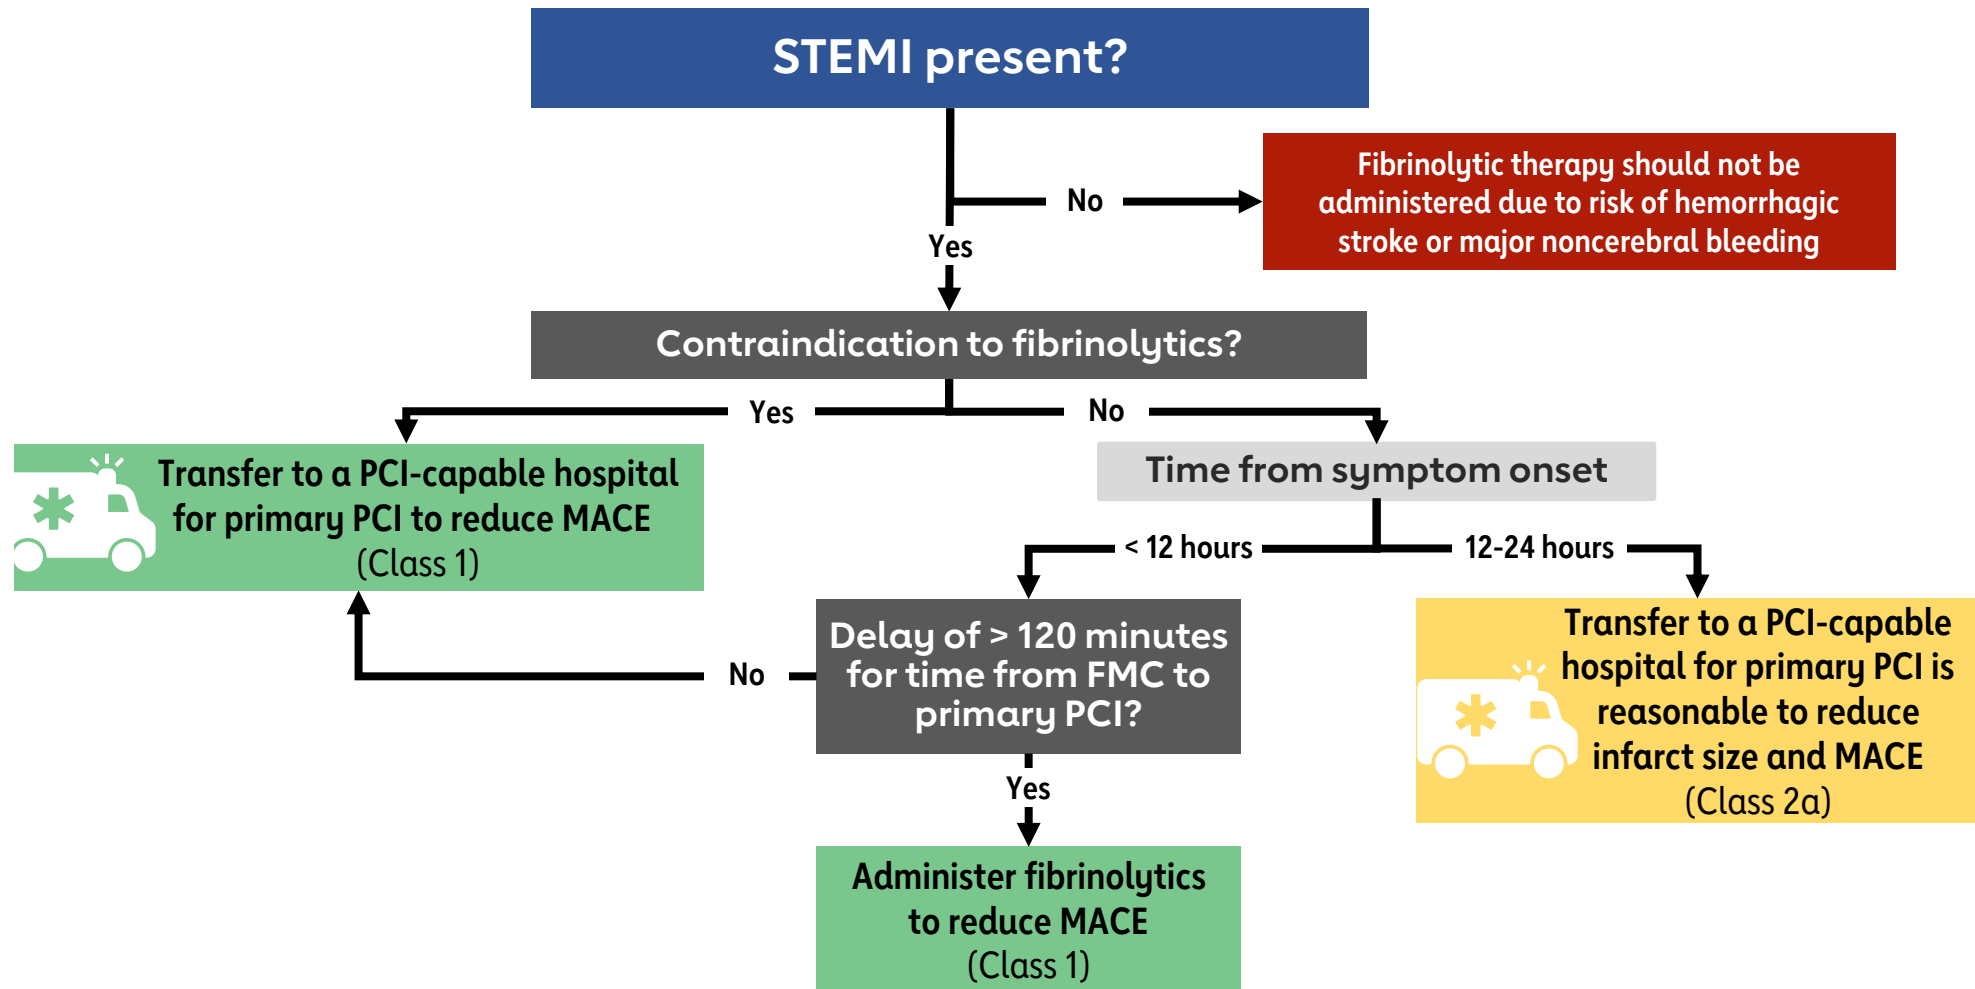 STEMI present?
No
Fibrinolytic therapy should not be
administered due to risk of hemorrhagic
stroke or major noncerebral bleeding
Yes
Contraindication to fibrinolytics?
Yes
No
Transfer to a PCI-capable hospital
for primary PCI to reduce MACE
(Class 1)
Time from symptom onset
< 12 hours
12-24 hours
Delay of > 120 minutes
for time from FMC to
primary PCI?
No
Transfer to a PCI-capable
hospital for primary PCI is
reasonable to reduce
infarct size and MACE
(Class 2a)
Yes
Administer fibrinolytics
to reduce MACE
(Class 1)